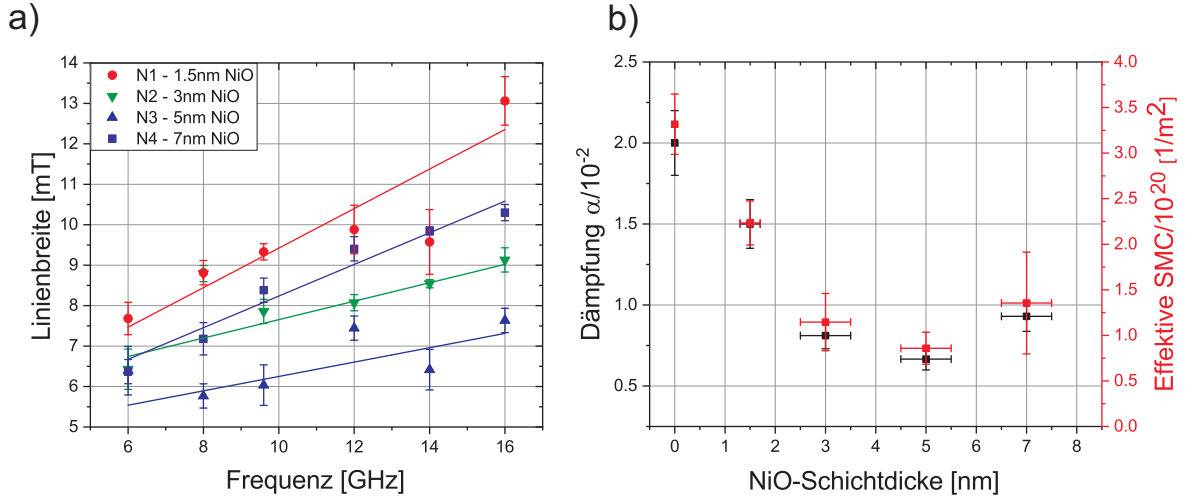 a)
14
13
12
11
10
9
8
7
6
5
Linienbreite [mT]
N1 - 1.5nm NiO
N2 - 3nm NiO
N3 - 5nm NiO
N4 - 7nm NiO
6 8 10 12 14 16
Frequenz [GHz]
b)
2.5
2.0
1.5
1.0
0.5
Dämpfung α/10⁻²
0 1 2 3 4 5 6 7 8
NiO-Schichtdicke [nm]
4.0
3.5
3.0
2.5
2.0
1.5
1.0
0.5
0.0
Effektive SMC/10²⁰ [1/m²]